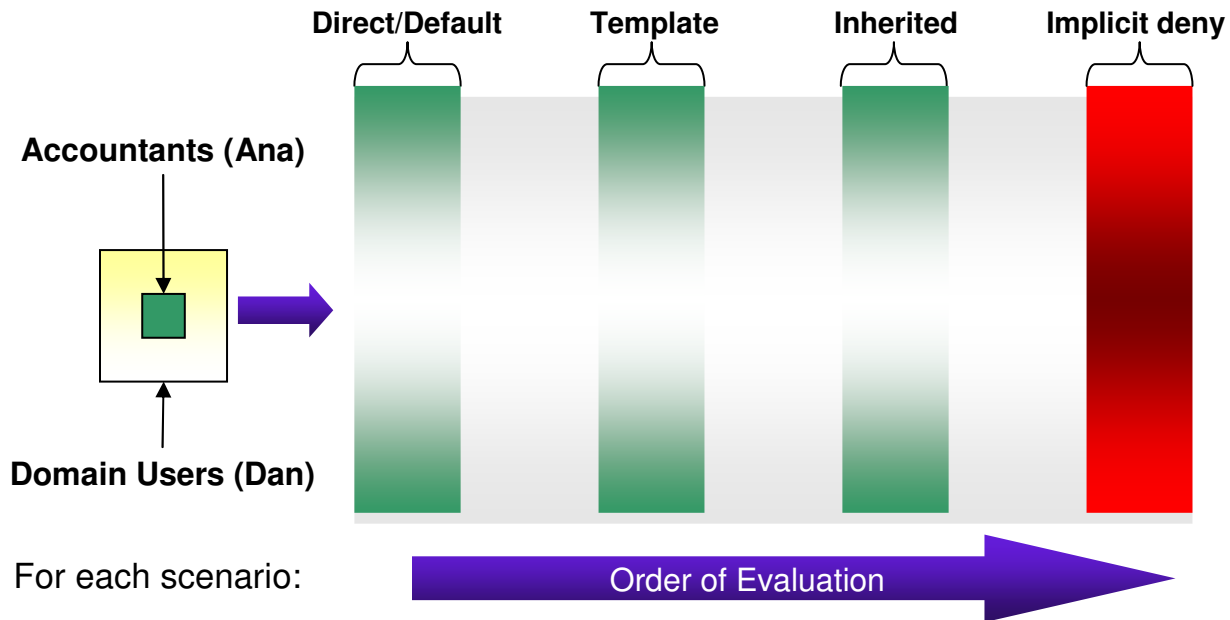 Direct/Default
Template
Inherited
Implicit deny
Accountants (Ana)
Domain Users (Dan)
For each scenario:
Order of Evaluation